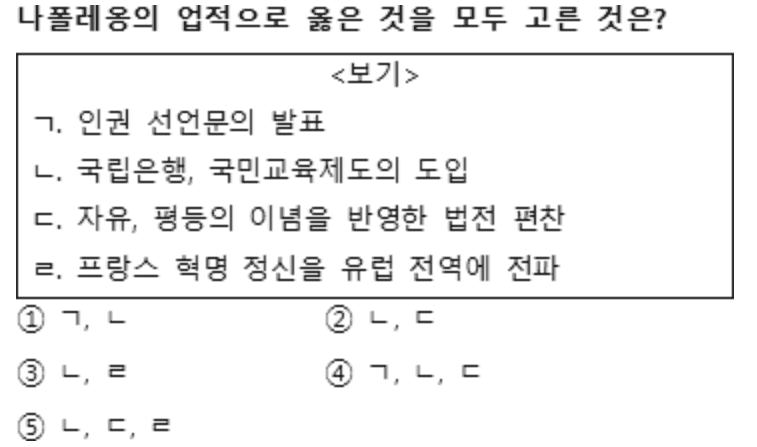 나폴레옹의 업적으로 옳은 것을 모두 고른 것은?
<보기>
ㄱ. 인권 선언문의 발표
ㄴ. 국립은행, 국민교육제도의 도입
ㄷ. 자유, 평등의 이념을 반영한 법전 편찬
ㄹ. 프랑스 혁명 정신을 유럽 전역에 전파
① ㄱ, ㄴ ② ㄴ, ㄷ
③ ㄴ, ㄹ ④ ㄱ, ㄴ, ㄷ
⑤ ㄴ, ㄷ, ㄹ